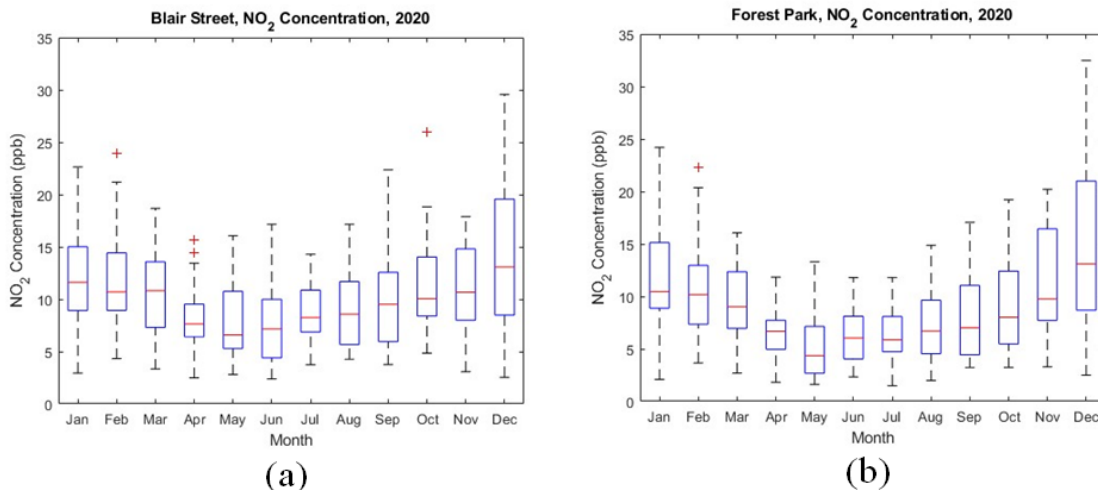 Blair Street, NO2 Concentration, 2020
35
30
25
20
15
10
5
0
NO2 Concentration (ppb)
Jan Feb Mar Apr May Jun Jul Aug Sep Oct Nov Dec
Month
(a)
Forest Park, NO2 Concentration, 2020
35
30
25
20
15
10
5
0
NO2 Concentration (ppb)
Jan Feb Mar Apr May Jun Jul Aug Sep Oct Nov Dec
Month
(b)